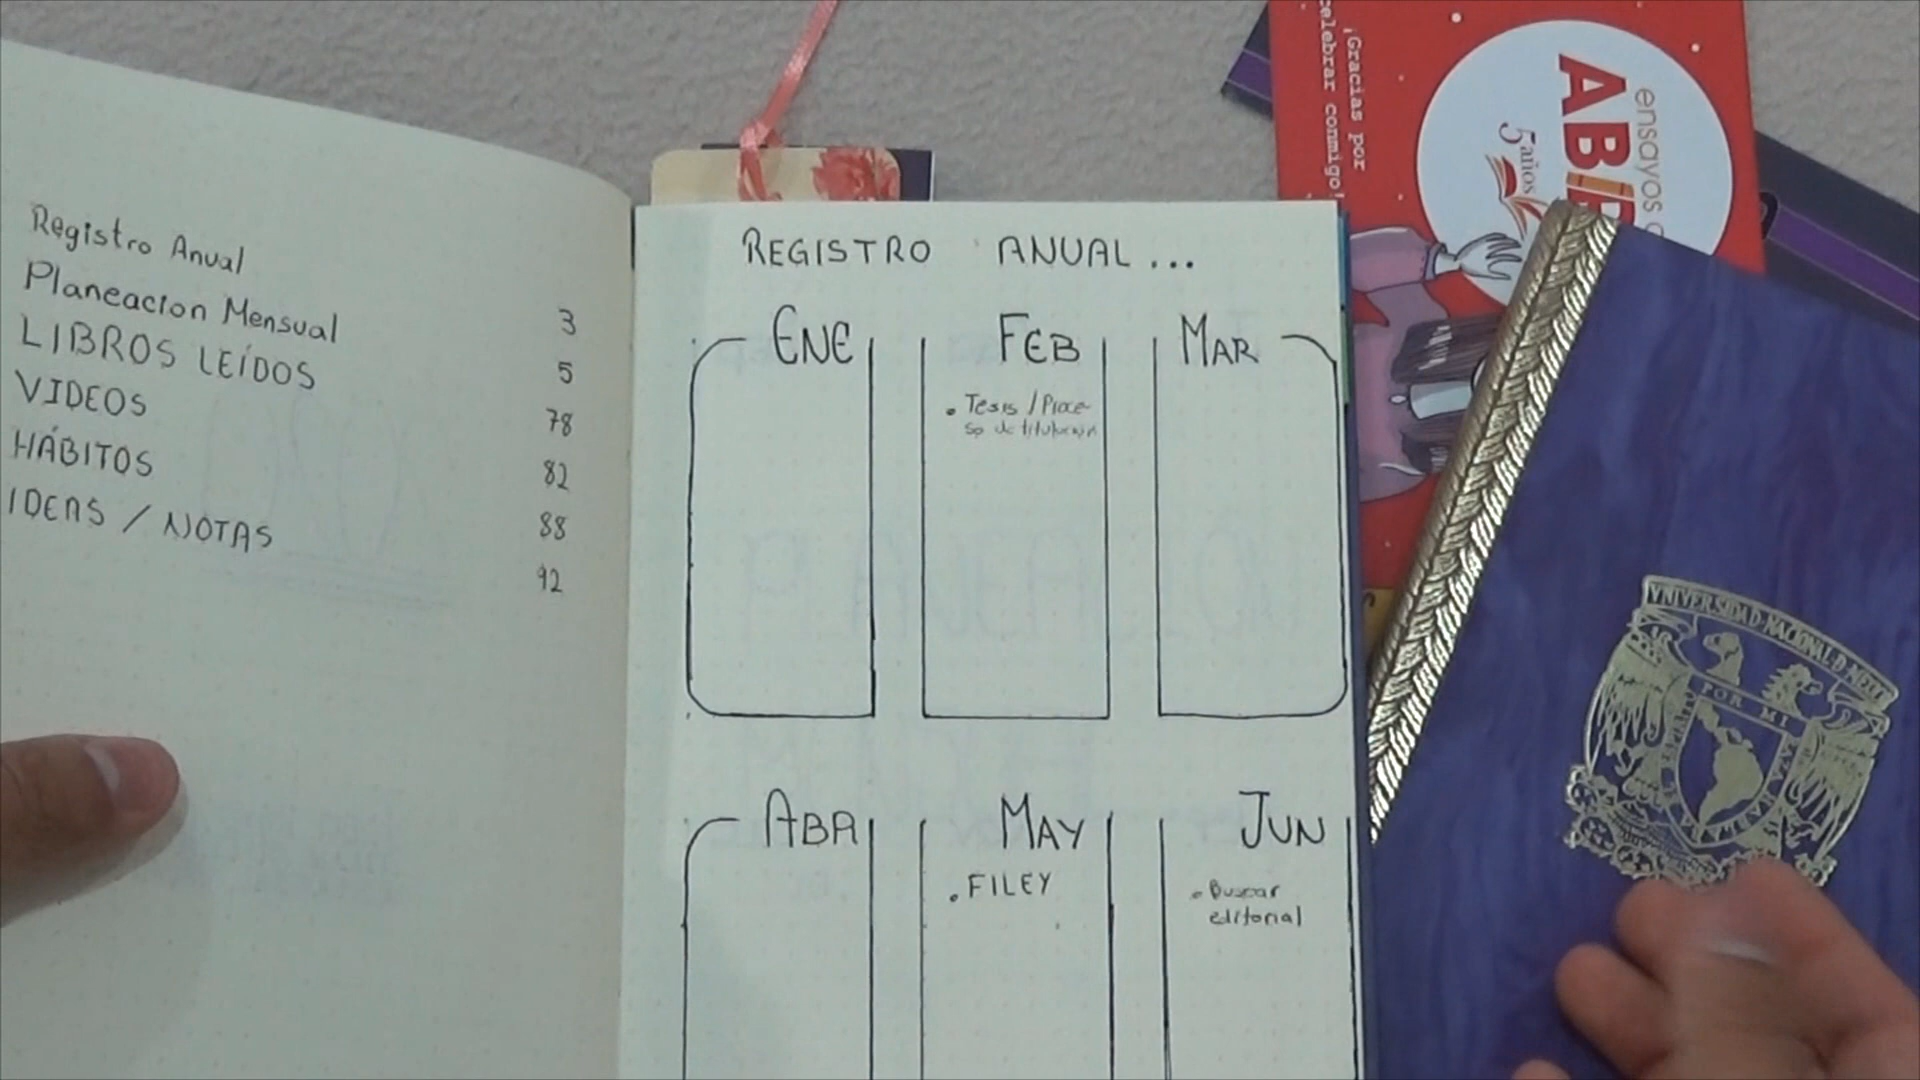 Registro Anual 3
Planeacion Mensual 5
LIBROS LEÍDOS 78
VIDEOS 82
HÁBITOS 88
IDEAS / NOTAS 92
REGISTRO ANUAL...
ENE
FEB
MAR
• Tesis / Proce
so de titulación
ABR
MAY
JUN
• FILEY
• Buscar
editorial
¡Gracias por
celebrar conmigo!
ensayos
5 años
VNIVERSIDAD NACIONAL D MEXICO
POR MI